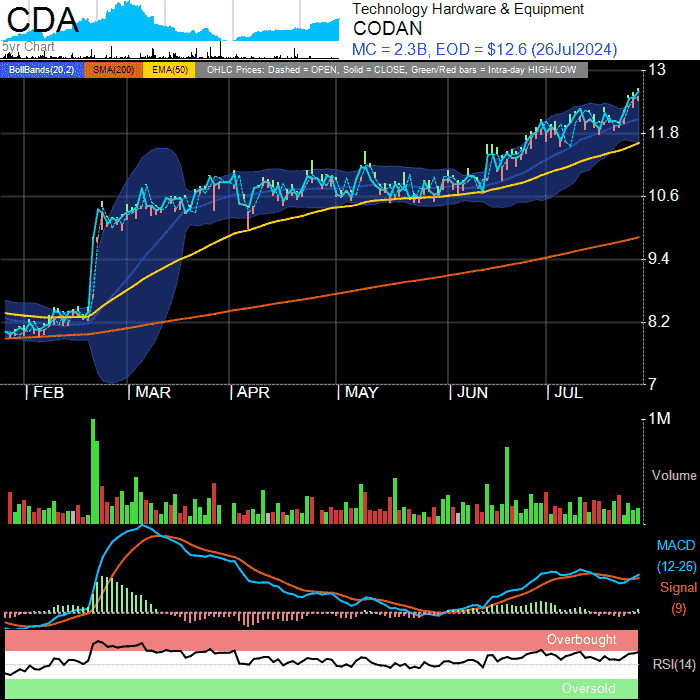 CDA
5yr Chart
Technology Hardware & Equipment
CODAN
MC = 2.3B, EOD = $12.6 (26Jul2024)
BollBands(20,2) SMA(200) EMA(50) OHLC Prices: Dashed = OPEN, Solid = CLOSE, Green/Red bars = Intra-day HIGH/LOW
13
11.8
10.6
9.4
8.2
7
FEB MAR APR MAY JUN JUL
1M
Volume
MACD
(12-26)
Signal
(9)
Overbought
RSI(14)
Oversold